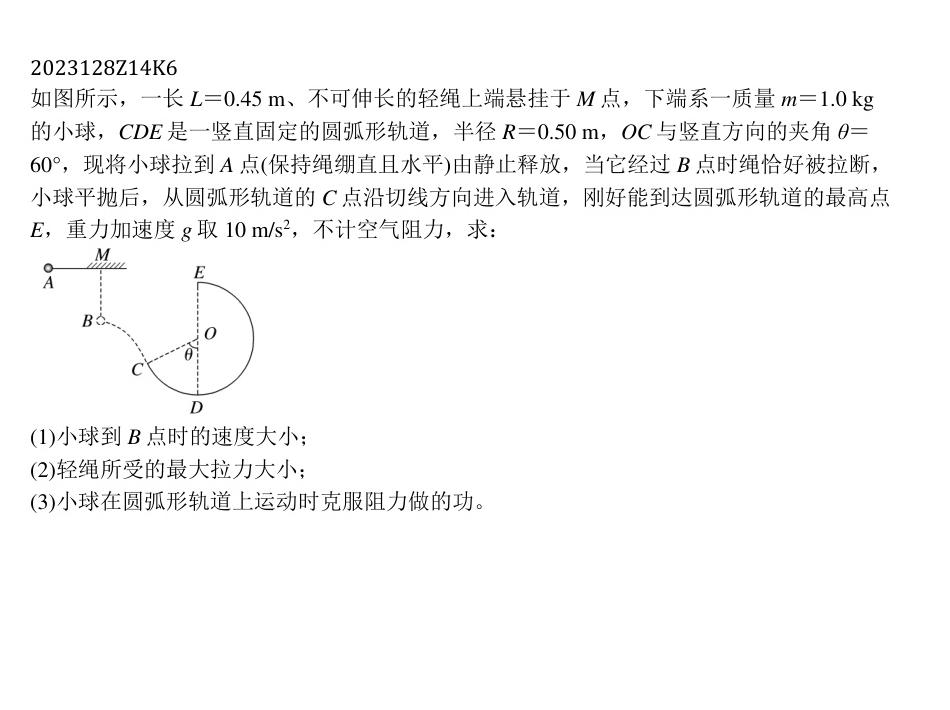 2023128Z14K6
如图所示，一长 L＝0.45 m、不可伸长的轻绳上端悬挂于 M 点，下端系一质量 m＝1.0 kg
的小球，CDE 是一竖直固定的圆弧形轨道，半径 R＝0.50 m，OC 与竖直方向的夹角 θ＝
60°，现将小球拉到 A 点(保持绳绷直且水平)由静止释放，当它经过 B 点时绳恰好被拉断，
小球平抛后，从圆弧形轨道的 C 点沿切线方向进入轨道，刚好能到达圆弧形轨道的最高点
E，重力加速度 g 取 10 m/s²，不计空气阻力，求：
M
E
A
B
O
θ
C
D
(1)小球到 B 点时的速度大小；
(2)轻绳所受的最大拉力大小；
(3)小球在圆弧形轨道上运动时克服阻力做的功。